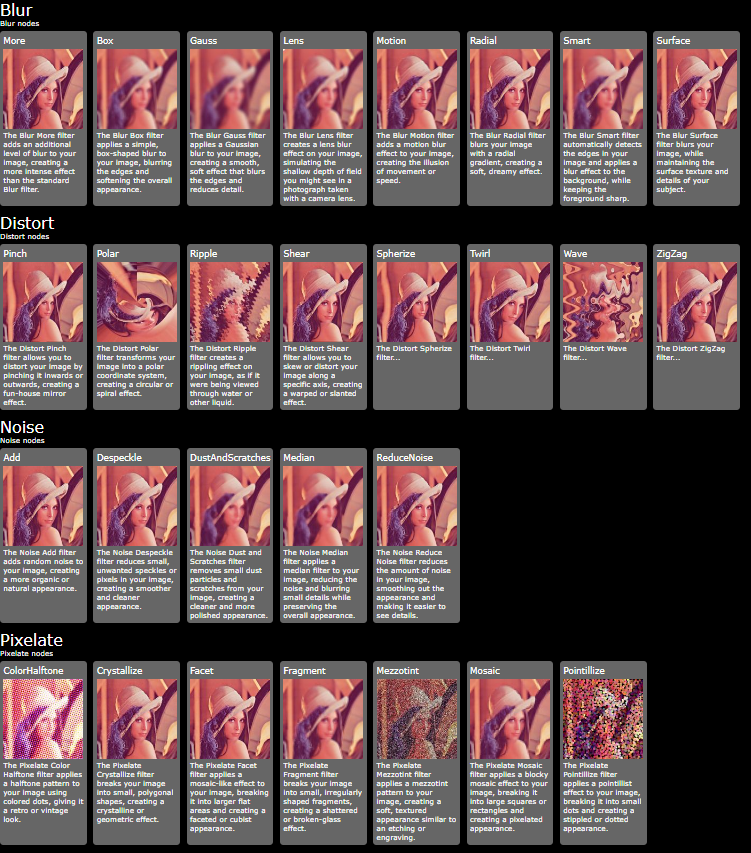 Blur
Blur nodes
More
The Blur More filter
adds an additional
level of blur to your
image, creating a
more intense effect
than the standard
Blur filter.
Box
The Blur Box filter
applies a simple,
box-shaped blur to
your image, blurring
the edges and
softening the overall
appearance.
Gauss
The Blur Gauss filter
applies a Gaussian
blur to your image,
creating a smooth,
soft effect that blurs
the edges and
reduces detail.
Lens
The Blur Lens filter
creates a lens blur
effect on your image,
simulating the
shallow depth of field
you might see in a
photograph taken
with a camera lens.
Motion
The Blur Motion filter
adds a motion blur
effect to your image,
creating the illusion
of movement or
speed.
Radial
The Blur Radial filter
blurs your image
with a radial
gradient, creating a
soft, dreamy effect.
Smart
The Blur Smart filter
automatically detects
the edges in your
image and applies a
blur effect to the
background, while
keeping the
foreground sharp.
Surface
The Blur Surface
filter blurs your
image, while
maintaining the
surface texture and
details of your
subject.
Distort
Distort nodes
Pinch
The Distort Pinch
filter allows you to
distort your image by
pinching it inwards or
outwards, creating a
fun-house mirror
effect.
Polar
The Distort Polar
filter transforms your
image into a polar
coordinate system,
creating a circular or
spiral effect.
Ripple
The Distort Ripple
filter creates a
rippling effect on
your image, as if it
were being viewed
through water or
other liquid.
Shear
The Distort Shear
filter allows you to
skew or distort your
image along a
specific axis, creating
a warped or slanted
effect.
Spherize
The Distort Spherize
filter...
Twirl
The Distort Twirl
filter...
Wave
The Distort Wave
filter...
ZigZag
The Distort ZigZag
filter...
Noise
Noise nodes
Add
The Noise Add filter
adds random noise to
your image, creating
a more organic or
natural appearance.
Despeckle
The Noise Despeckle
filter reduces small,
unwanted speckles or
pixels in your image,
creating a smoother
and cleaner
appearance.
DustAndScratches
The Noise Dust and
Scratches filter
removes small dust
particles and
scratches from your
image, creating a
cleaner and more
polished appearance.
Median
The Noise Median
filter applies a
median filter to your
image, reducing the
noise and blurring
small details while
preserving the
overall appearance.
ReduceNoise
The Noise Reduce
Noise filter reduces
the amount of noise
in your image,
smoothing out the
appearance and
making it easier to
see details.
Pixelate
Pixelate nodes
ColorHalftone
The Pixelate Color
Halftone filter applies
a halftone pattern to
your image using
colored dots, giving it
a retro or vintage
look.
Crystallize
The Pixelate
Crystallize filter
breaks your image
into small, polygonal
shapes, creating a
crystalline or
geometric effect.
Facet
The Pixelate Facet
filter applies a
mosaic-like effect to
your image, breaking
it into larger flat
areas and creating a
faceted or cubist
appearance.
Fragment
The Pixelate
Fragment filter
breaks your image
into small, irregularly
shaped fragments,
creating a shattered
or broken-glass
effect.
Mezzotint
The Pixelate
Mezzotint filter
applies a mezzotint
pattern to your
image, creating a
soft, textured
appearance similar to
an etching or
engraving.
Mosaic
The Pixelate Mosaic
filter applies a blocky
mosaic effect to your
image, breaking it
into large squares or
rectangles and
creating a pixelated
appearance.
Pointillize
The Pixelate
Pointillize filter
applies a pointillist
effect to your image,
breaking it into small
dots and creating a
stippled or dotted
appearance.